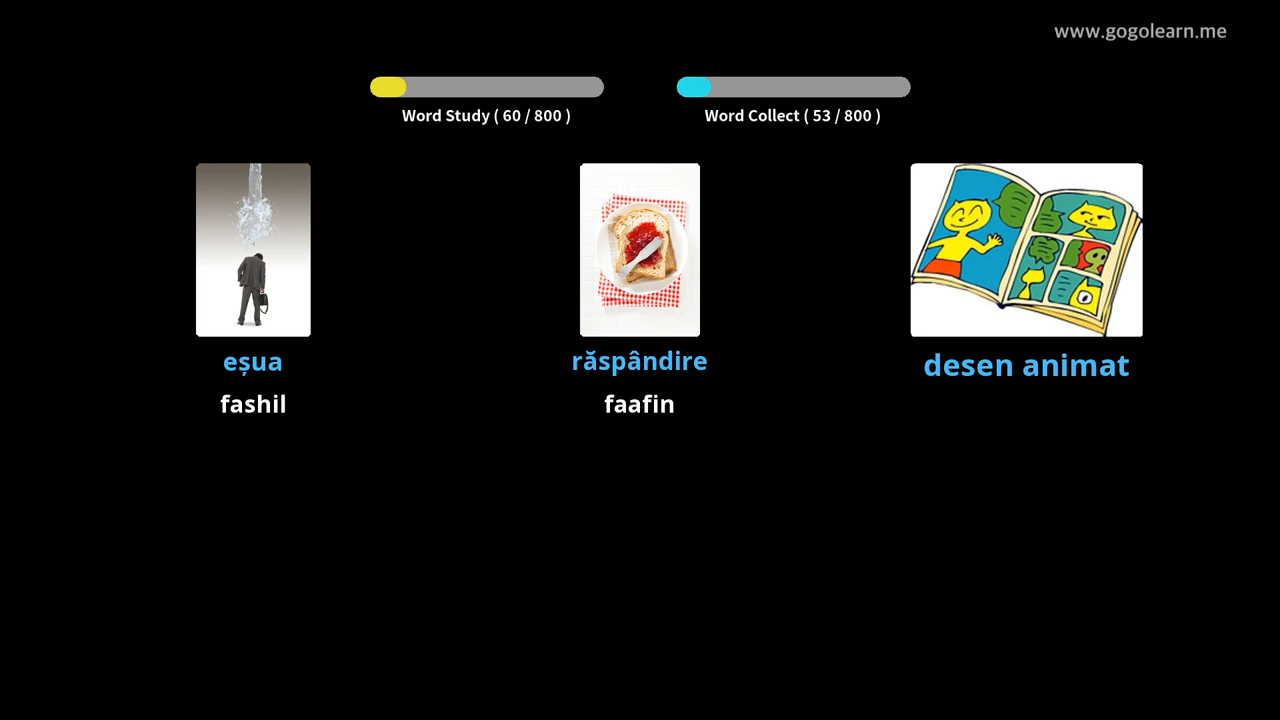 www.gogolearn.me
Word Study ( 60 / 800 )
Word Collect ( 53 / 800 )
eșua
răspândire
desen animat
fashil
faafin